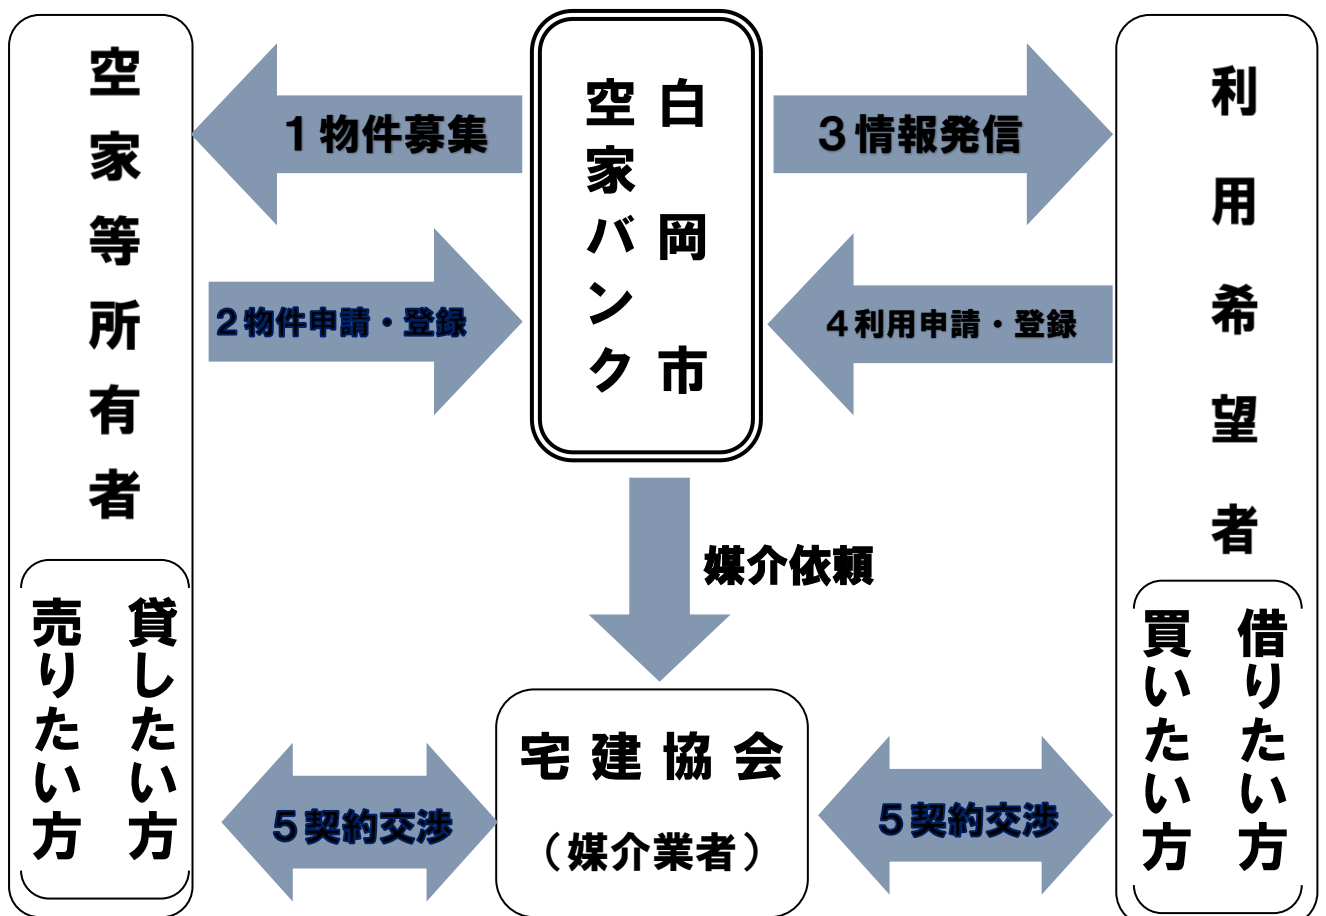 空家等所有者
貸したい方
売りたい方
1物件募集
2物件申請・登録
白岡市
空家バンク
3情報発信
4利用申請・登録
利用希望者
借りたい方
買いたい方
媒介依頼
宅建協会
（媒介業者）
5契約交渉
5契約交渉